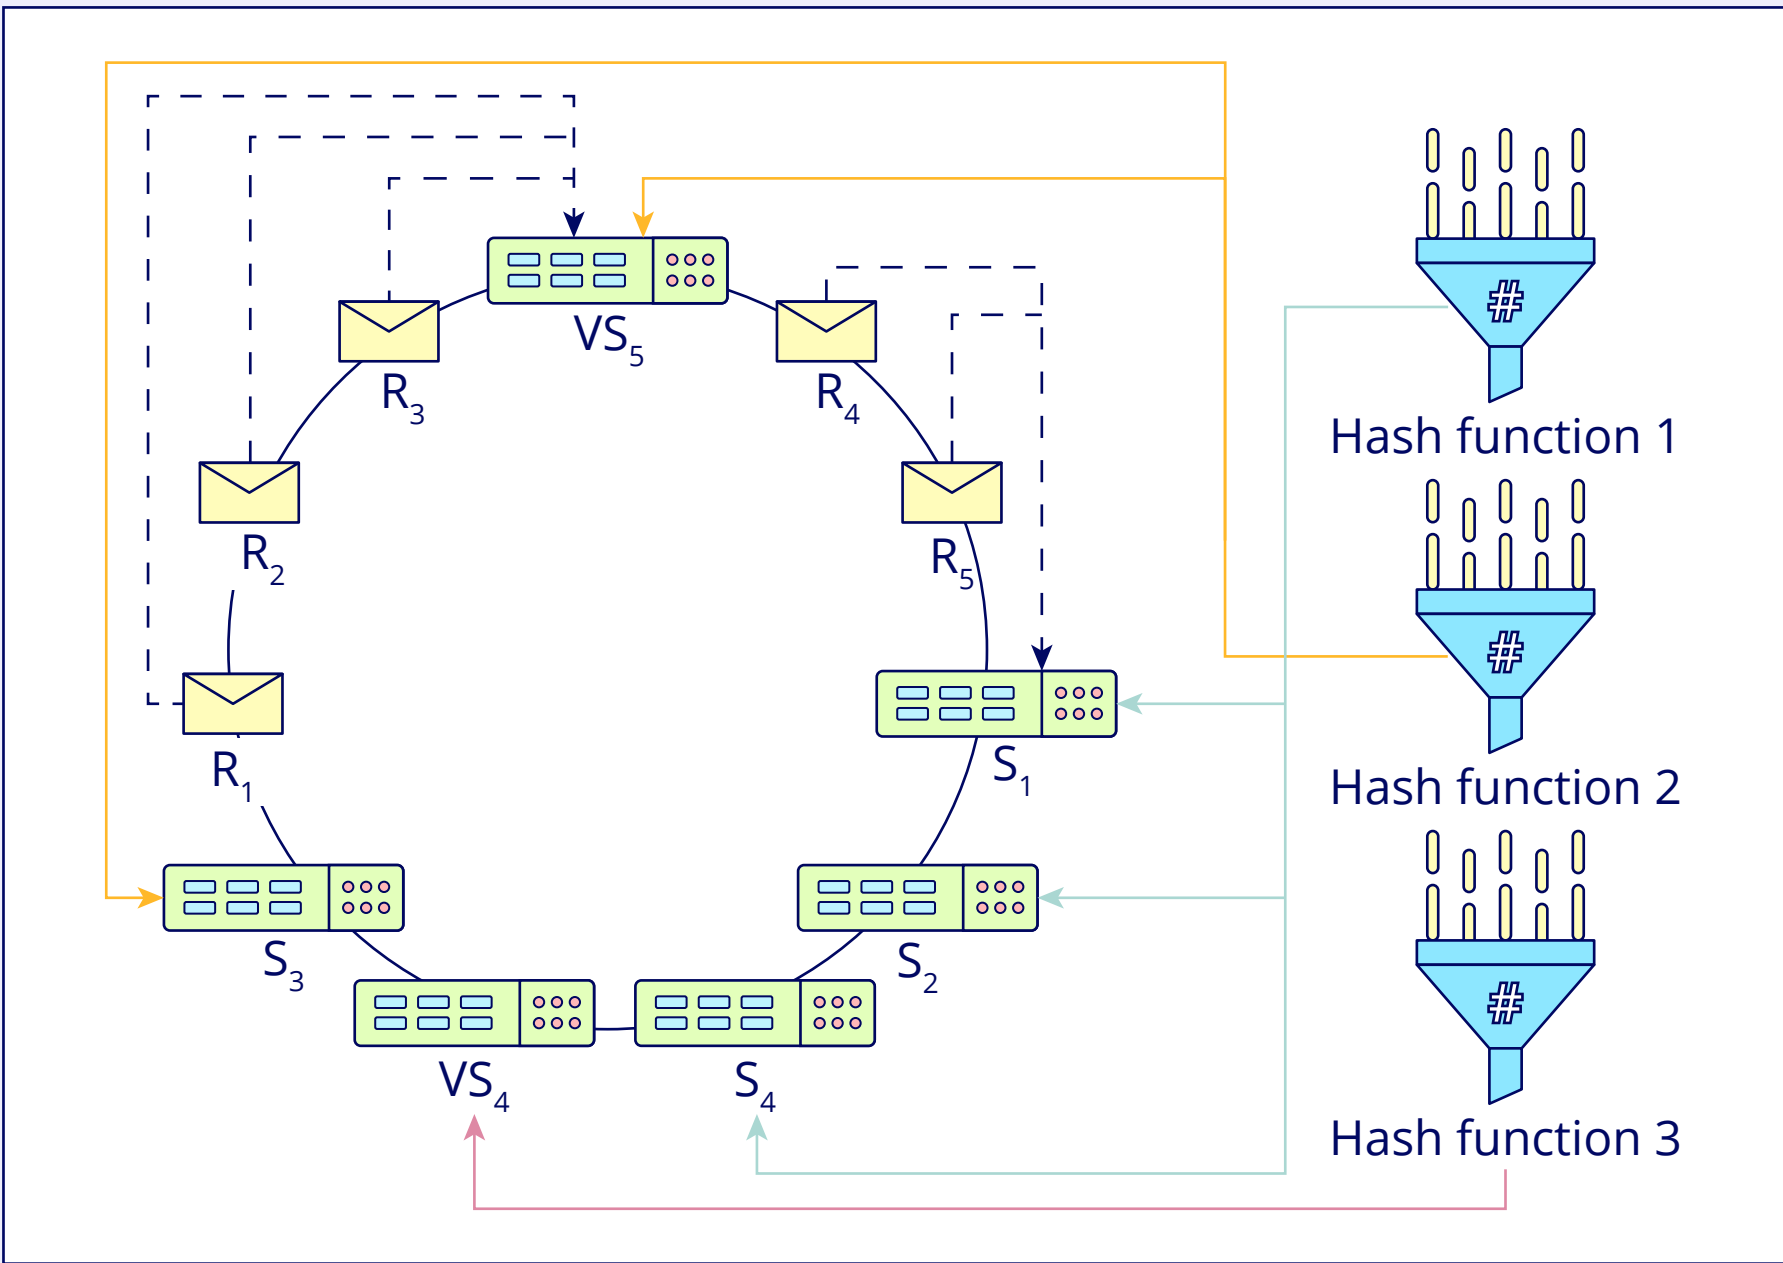 VS₅
R₃
R₄
Hash function 1
R₂
R₅
S₁
R₁
Hash function 2
S₃
S₂
VS₄
S₄
Hash function 3
#
#
#